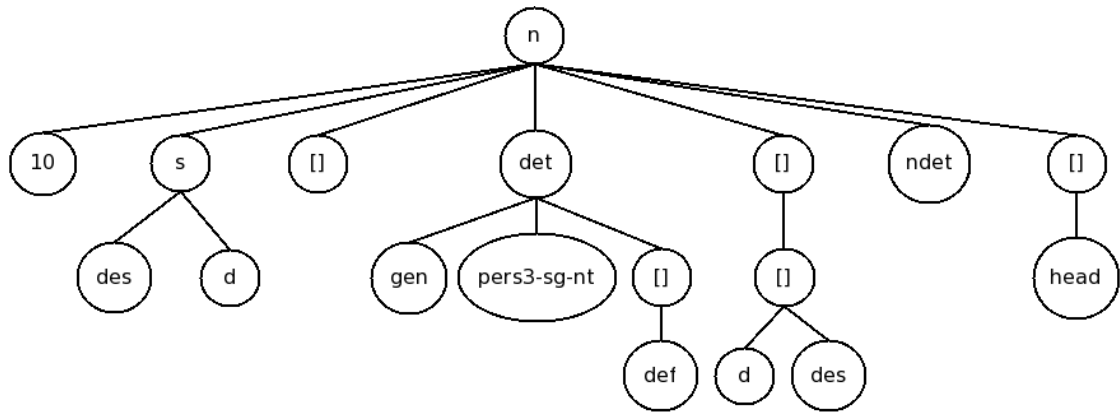 n
10 s [] det [] ndet []
des d gen pers3-sg-nt [] [] head
def d des